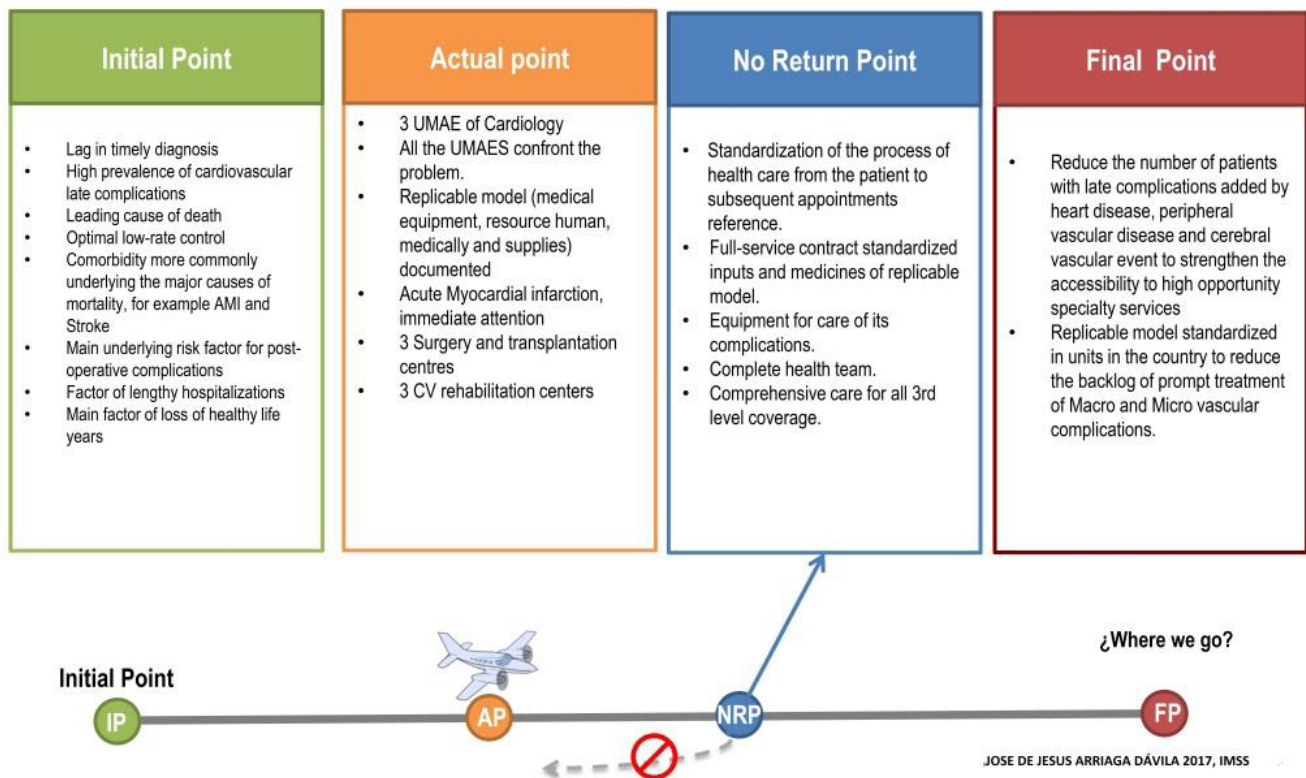 Initial Point
Lag in timely diagnosis
High prevalence of cardiovascular
late complications
Leading cause of death
Optimal low-rate control
Comorbidity more commonly
underlying the major causes of
mortality, for example AMI and
Stroke
Main underlying risk factor for post-
operative complications
Factor of lengthy hospitalizations
Main factor of loss of healthy life
years
Actual point
3 UMAE of Cardiology
All the UMAES confront the
problem.
Replicable model (medical
equipment, resource human,
medically and supplies)
documented
Acute Myocardial infarction,
immediate attention
3 Surgery and transplantation
centres
3 CV rehabilitation centers
No Return Point
Standardization of the process of
health care from the patient to
subsequent appointments
reference.
Full-service contract standardized
inputs and medicines of replicable
model.
Equipment for care of its
complications.
Complete health team.
Comprehensive care for all 3rd
level coverage.
Final Point
Reduce the number of patients
with late complications added by
heart disease, peripheral
vascular disease and cerebral
vascular event to strengthen the
accessibility to high opportunity
specialty services
Replicable model standardized
in units in the country to reduce
the backlog of prompt treatment
of Macro and Micro vascular
complications.
¿Where we go?
Initial Point
IP
AP
NRP
FP
JOSE DE JESUS ARRIAGA DÁVILA 2017, IMSS